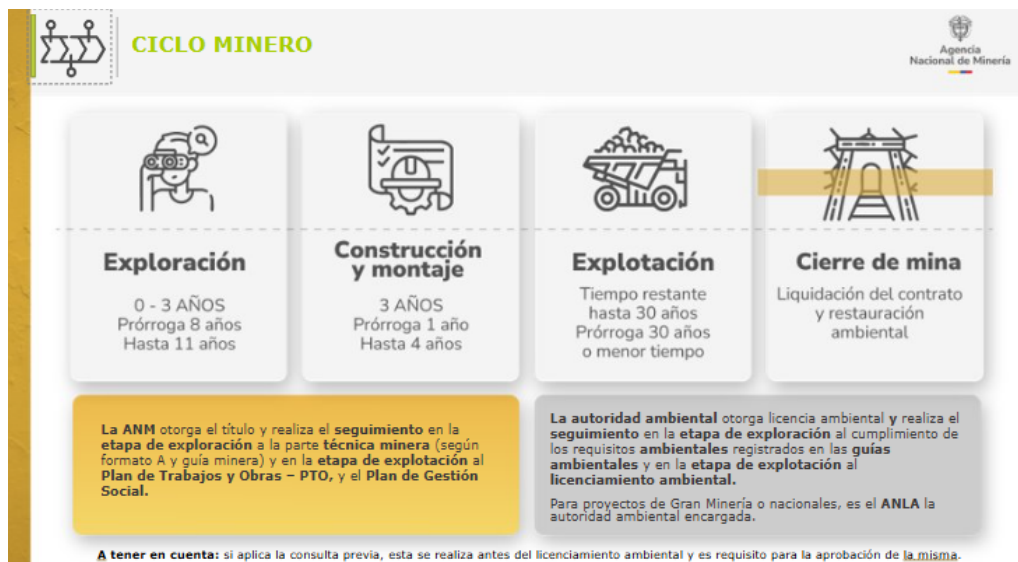 CICLO MINERO
Agencia
Nacional de Minería
Exploración
0 - 3 AÑOS
Prórroga 8 años
Hasta 11 años
Construcción
y montaje
3 AÑOS
Prórroga 1 año
Hasta 4 años
Explotación
Tiempo restante
hasta 30 años
Prórroga 30 años
o menor tiempo
Cierre de mina
Liquidación del contrato
y restauración
ambiental
La ANM otorga el título y realiza el seguimiento en la
etapa de exploración a la parte técnica minera (según
formato A y guía minera) y en la etapa de explotación al
Plan de Trabajos y Obras – PTO, y el Plan de Gestión
Social.
La autoridad ambiental otorga licencia ambiental y realiza el
seguimiento en la etapa de exploración al cumplimiento de
los requisitos ambientales registrados en las guías
ambientales y en la etapa de explotación al
licenciamiento ambiental.
Para proyectos de Gran Minería o nacionales, es el ANLA la
autoridad ambiental encargada.
A tener en cuenta: si aplica la consulta previa, esta se realiza antes del licenciamiento ambiental y es requisito para la aprobación de la misma.